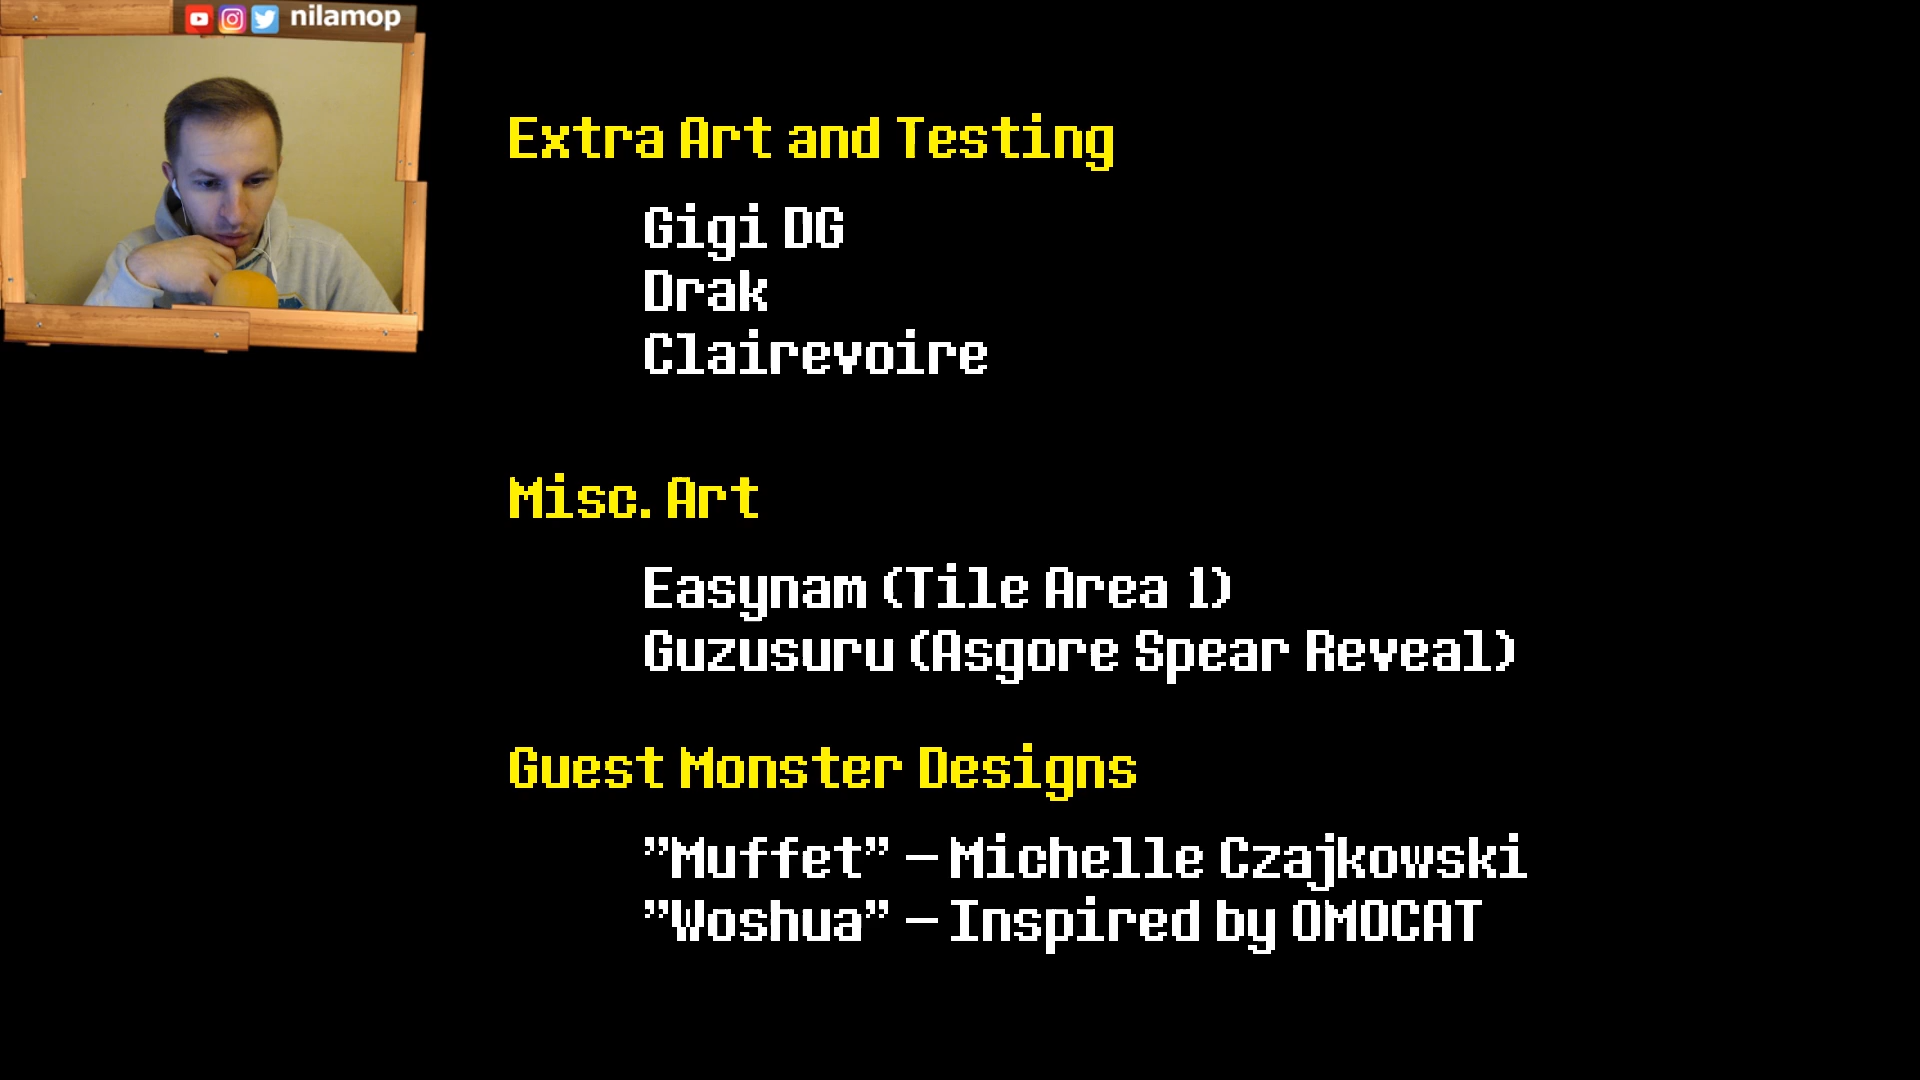 nilamop
Extra Art and Testing
Gigi DG
Drak
Clairevoire
Misc. Art
Easynam (Tile Area 1)
Guzusuru (Asgore Spear Reveal)
Guest Monster Designs
”Muffet” – Michelle Czajkowski
”Woshua” – Inspired by OMOCAT